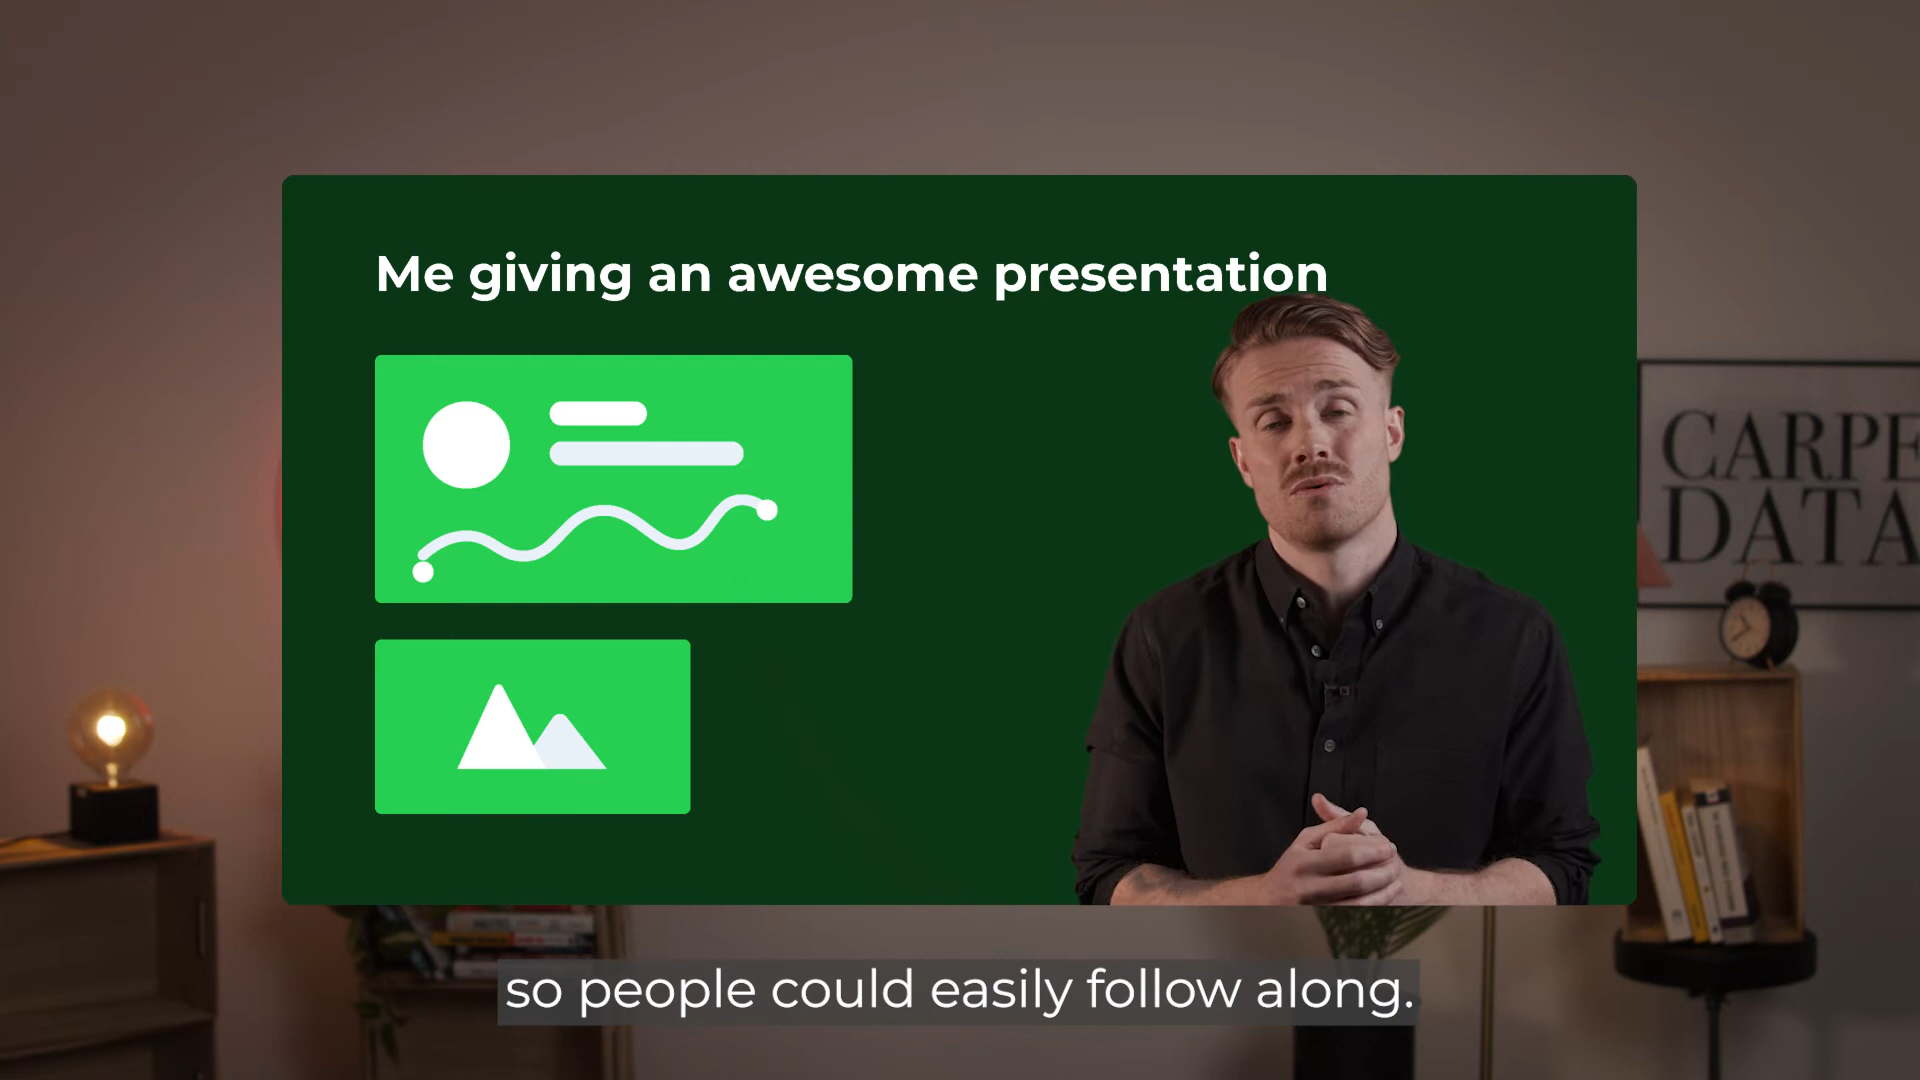 Me giving an awesome presentation
CARPE
DATA
so people could easily follow along.